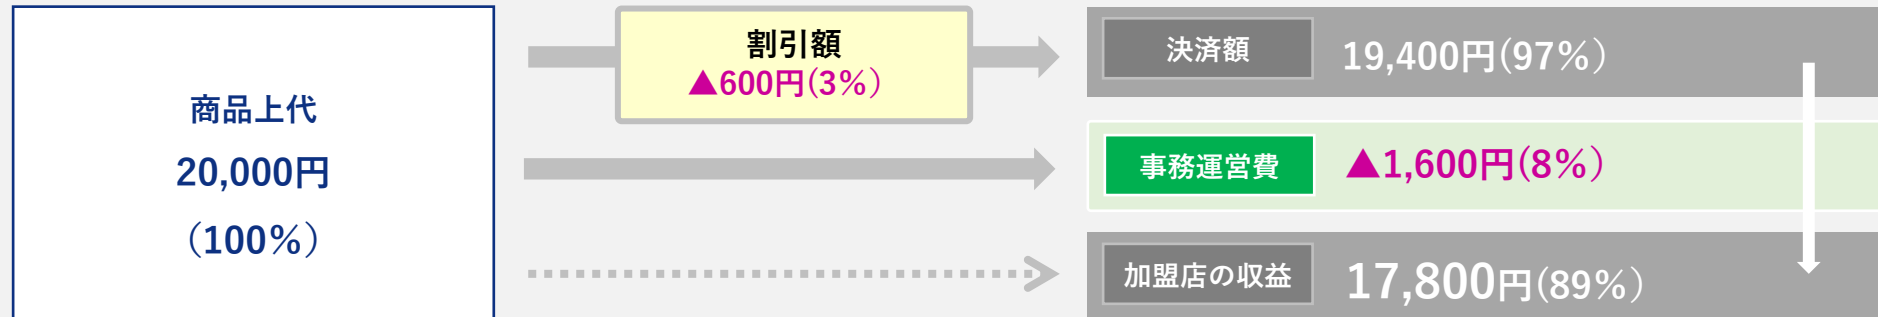 商品上代
20,000円
（100％）
割引額
▲600円(3％)
決済額
19,400円(97％)
事務運営費
▲1,600円(8％)
加盟店の収益
17,800円(89％)